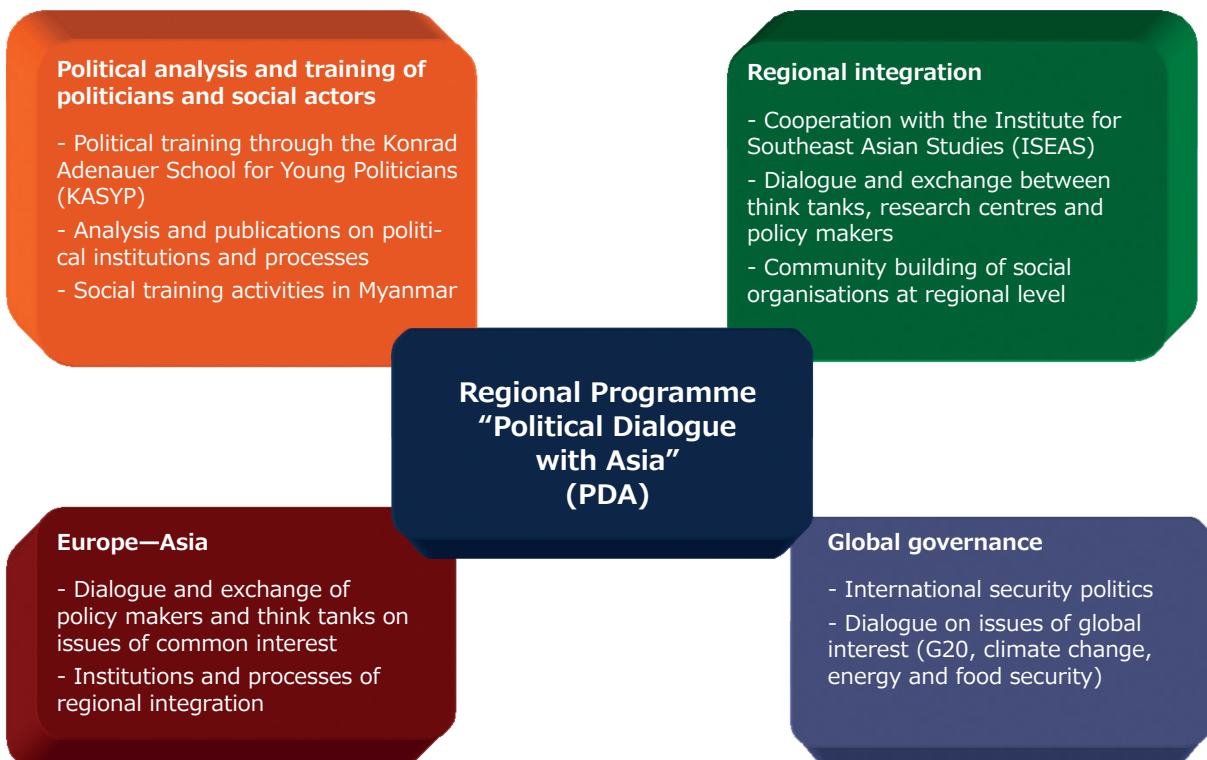 Political analysis and training of
politicians and social actors
- Political training through the Konrad
Adenauer School for Young Politicians
(KASYP)
- Analysis and publications on politi-
cal institutions and processes
- Social training activities in Myanmar
Regional integration
- Cooperation with the Institute for
Southeast Asian Studies (ISEAS)
- Dialogue and exchange between
think tanks, research centres and
policy makers
- Community building of social
organisations at regional level
Regional Programme
“Political Dialogue
with Asia”
(PDA)
Europe—Asia
- Dialogue and exchange of
policy makers and think tanks on
issues of common interest
- Institutions and processes of
regional integration
Global governance
- International security politics
- Dialogue on issues of global
interest (G20, climate change,
energy and food security)